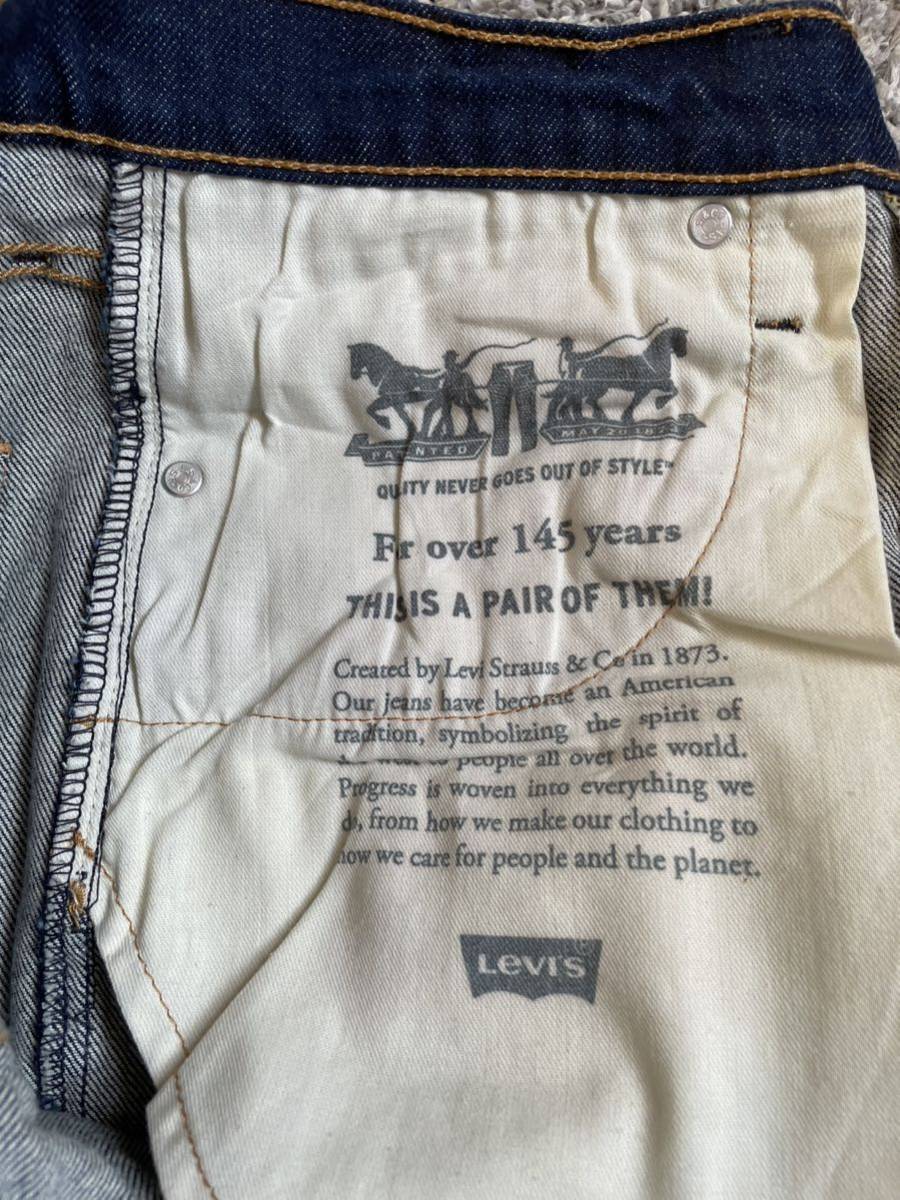 PATENTED MAY 20 1873
QUITY NEVER GOES OUT OF STYLE™
Fr over 145 years
THIS IS A PAIR OF THEM!
Created by Levi Strauss & Co in 1873.
Our jeans have become an American
tradition, symbolizing the spirit of
people all over the world.
Progress is woven into everything we
do, from how we make our clothing to
how we care for people and the planet.
LEVI'S